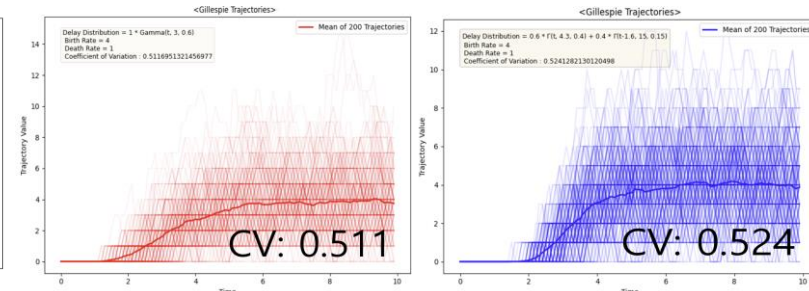 <Gillespie Trajectories>
Mean of 200 Trajectories
Delay Distribution = 1 * Gamma(t, 3, 0.6)
Birth Rate = 4
Death Rate = 1
Coefficient of Variation : 0.5116951321456977
Trajectory Value
14
12
10
8
6
4
2
0
CV: 0.511
0 2 4 6 8 10
<Gillespie Trajectories>
Mean of 200 Trajectories
Delay Distribution = 0.6 * Γ(t, 4.3, 0.4) + 0.4 * Γ(t-1.6, 15, 0.15)
Birth Rate = 4
Death Rate = 1
Coefficient of Variation : 0.5241282130120498
Trajectory Value
12
10
8
6
4
2
0
CV: 0.524
0 2 4 6 8 10